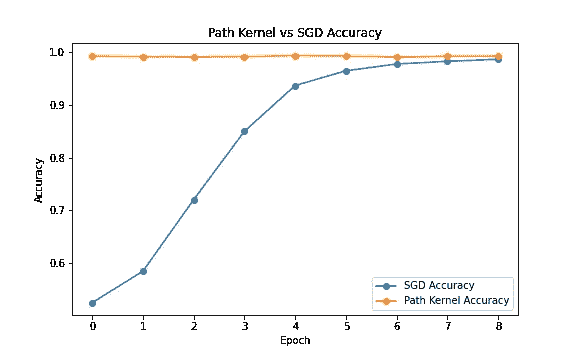 Path Kernel vs SGD Accuracy
1.0
0.9
0.8
0.7
0.6
Accuracy
0 1 2 3 4 5 6 7 8
Epoch
SGD Accuracy
Path Kernel Accuracy